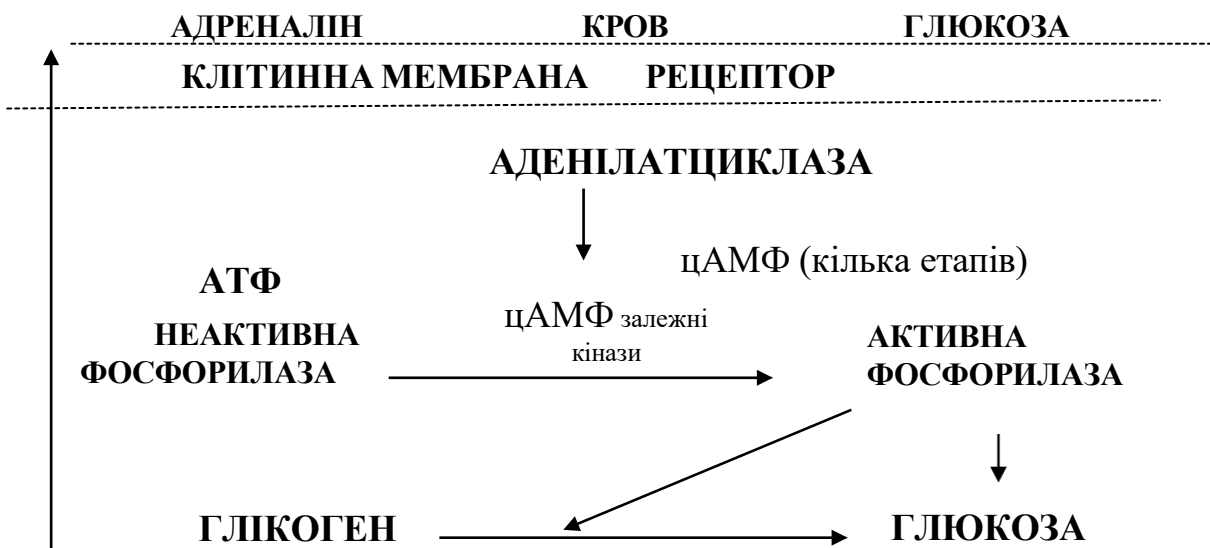 АДРЕНАЛІН КРОВ ГЛЮКОЗА
КЛІТИННА МЕМБРАНА РЕЦЕПТОР
АДЕНІЛАТЦИКЛАЗА
цАМФ (кілька етапів)
АТФ
НЕАКТИВНА
ФОСФОРИЛАЗА
цАМФ залежні
кінази
АКТИВНА
ФОСФОРИЛАЗА
ГЛІКОГЕН ГЛЮКОЗА